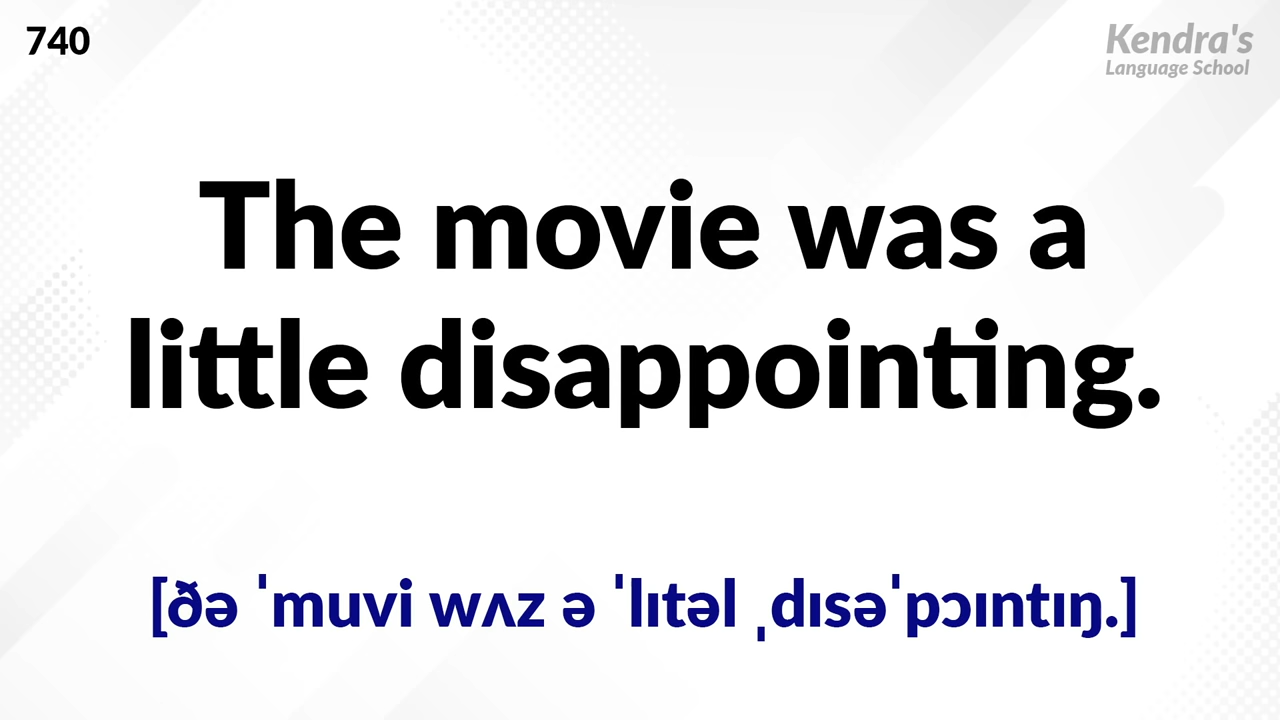 740
Kendra's
Language School
The movie was a
little disappointing.
[ðə ˈmuvi wʌz ə ˈlɪtəl ˌdɪsəˈpɔɪntɪŋ.]